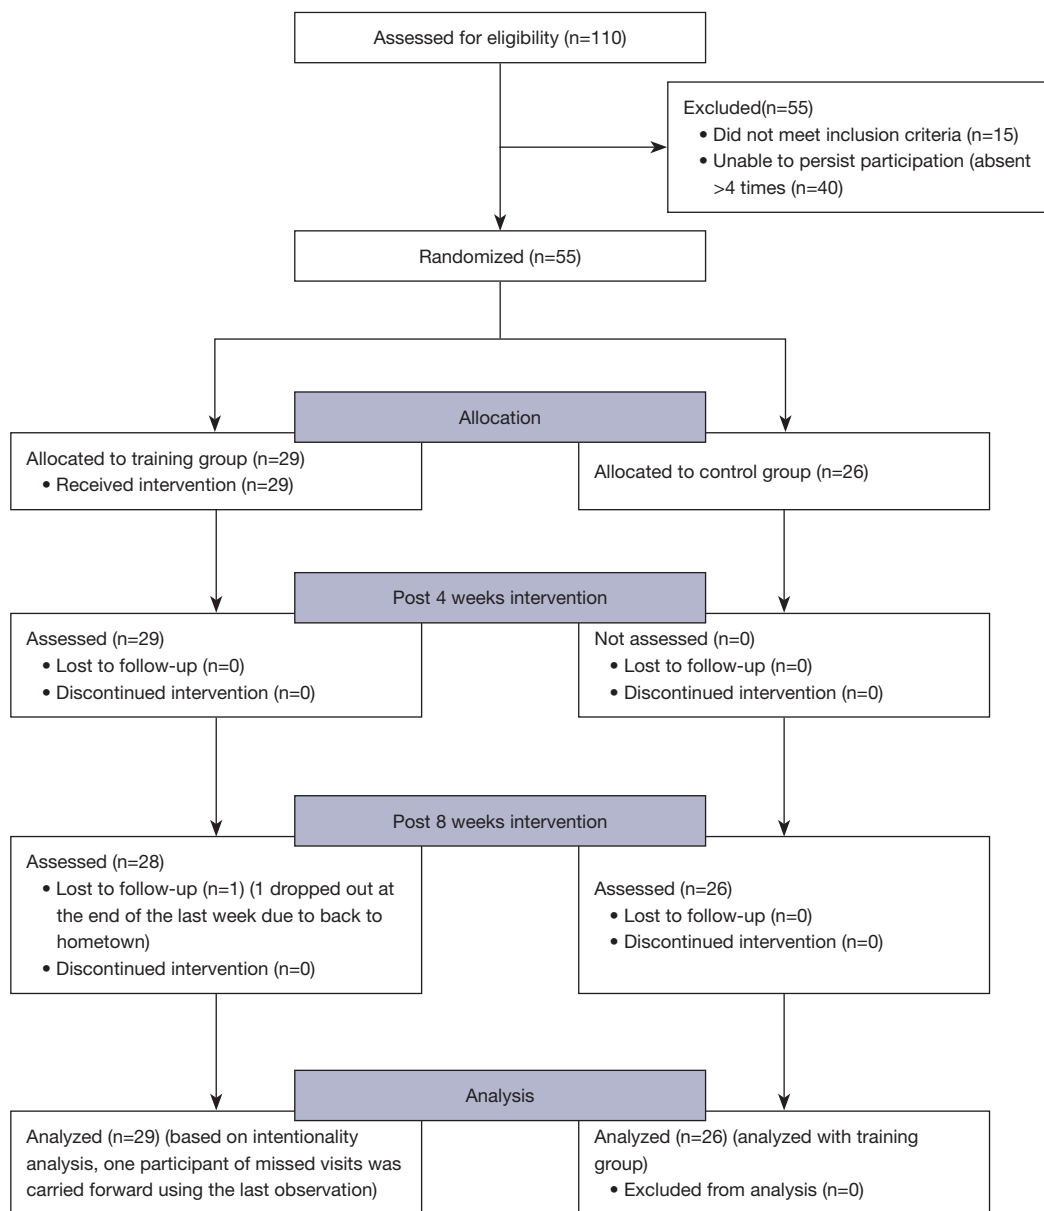 Assessed for eligibility (n=110)
Excluded(n=55)
• Did not meet inclusion criteria (n=15)
• Unable to persist participation (absent
>4 times (n=40)
Randomized (n=55)
Allocation
Allocated to training group (n=29)
• Received intervention (n=29)
Allocated to control group (n=26)
Post 4 weeks intervention
Assessed (n=29)
• Lost to follow-up (n=0)
• Discontinued intervention (n=0)
Not assessed (n=0)
• Lost to follow-up (n=0)
• Discontinued intervention (n=0)
Post 8 weeks intervention
Assessed (n=28)
• Lost to follow-up (n=1) (1 dropped out at
the end of the last week due to back to
hometown)
• Discontinued intervention (n=0)
Assessed (n=26)
• Lost to follow-up (n=0)
• Discontinued intervention (n=0)
Analysis
Analyzed (n=29) (based on intentionality
analysis, one participant of missed visits was
carried forward using the last observation)
Analyzed (n=26) (analyzed with training
group)
• Excluded from analysis (n=0)